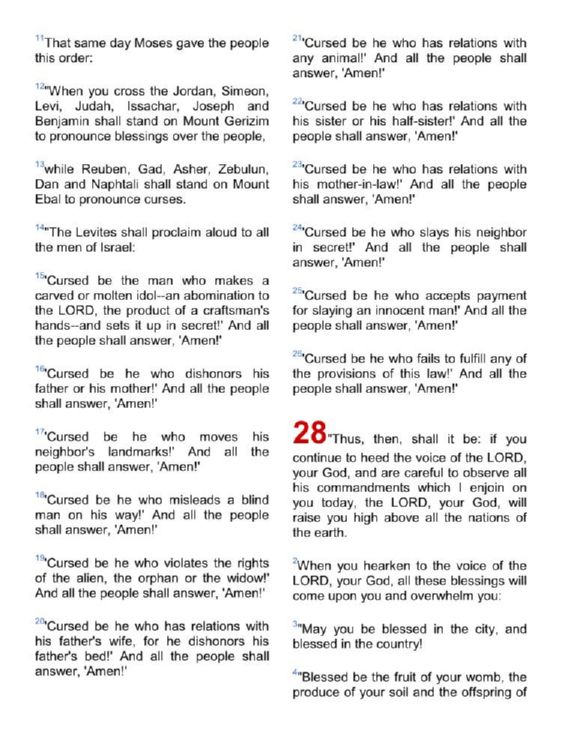 11"That same day Moses gave the people
this order:
12"When you cross the Jordan, Simeon,
Levi, Judah, Issachar, Joseph and
Benjamin shall stand on Mount Gerizim
to pronounce blessings over the people,
13while Reuben, Gad, Asher, Zebulun,
Dan and Naphtali shall stand on Mount
Ebal to pronounce curses.
14"The Levites shall proclaim aloud to all
the men of Israel:
15'Cursed be the man who makes a
carved or molten idol--an abomination to
the LORD, the product of a craftsman's
hands--and sets it up in secret!' And all
the people shall answer, 'Amen!'
16'Cursed be he who dishonors his
father or his mother!' And all the people
shall answer, 'Amen!'
17'Cursed be he who moves his
neighbor's landmarks!' And all the
people shall answer, 'Amen!'
18'Cursed be he who misleads a blind
man on his way!' And all the people
shall answer, 'Amen!'
19'Cursed be he who violates the rights
of the alien, the orphan or the widow!'
And all the people shall answer, 'Amen!'
20'Cursed be he who has relations with
his father's wife, for he dishonors his
father's bed!' And all the people shall
answer, 'Amen!'
21'Cursed be he who has relations with
any animal!' And all the people shall
answer, 'Amen!'
22'Cursed be he who has relations with
his sister or his half-sister!' And all the
people shall answer, 'Amen!'
23'Cursed be he who has relations with
his mother-in-law!' And all the people
shall answer, 'Amen!'
24'Cursed be he who slays his neighbor
in secret!' And all the people shall
answer, 'Amen!'
25'Cursed be he who accepts payment
for slaying an innocent man!' And all the
people shall answer, 'Amen!'
26'Cursed be he who fails to fulfill any of
the provisions of this law!' And all the
people shall answer, 'Amen!'
28"Thus, then, shall it be: if you
continue to heed the voice of the LORD,
your God, and are careful to observe all
his commandments which I enjoin on
you today, the LORD, your God, will
raise you high above all the nations of
the earth.
2When you hearken to the voice of the
LORD, your God, all these blessings will
come upon you and overwhelm you:
3"May you be blessed in the city, and
blessed in the country!
4"Blessed be the fruit of your womb, the
produce of your soil and the offspring of